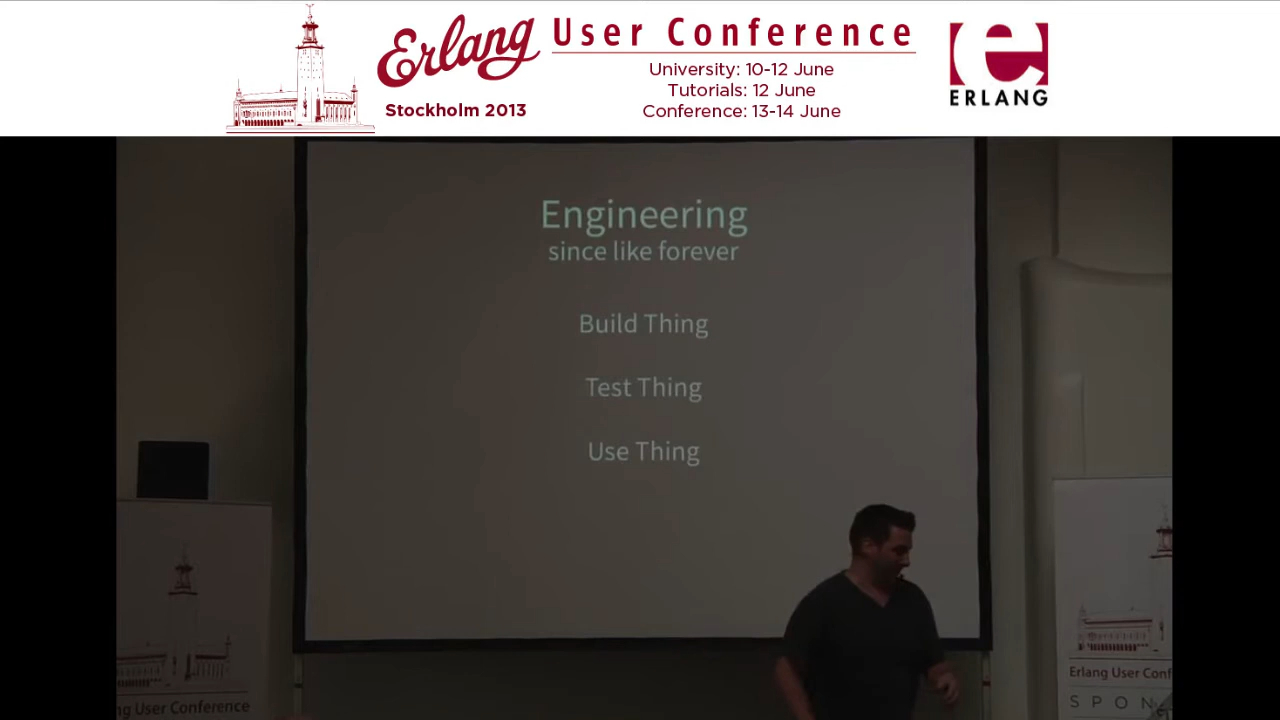 Erlang User Conference
Stockholm 2013
University: 10-12 June
Tutorials: 12 June
Conference: 13-14 June
ERLANG
Engineering
since like forever
Build Thing
Test Thing
Use Thing
ng User Conference
Erlang User Conf
SPON